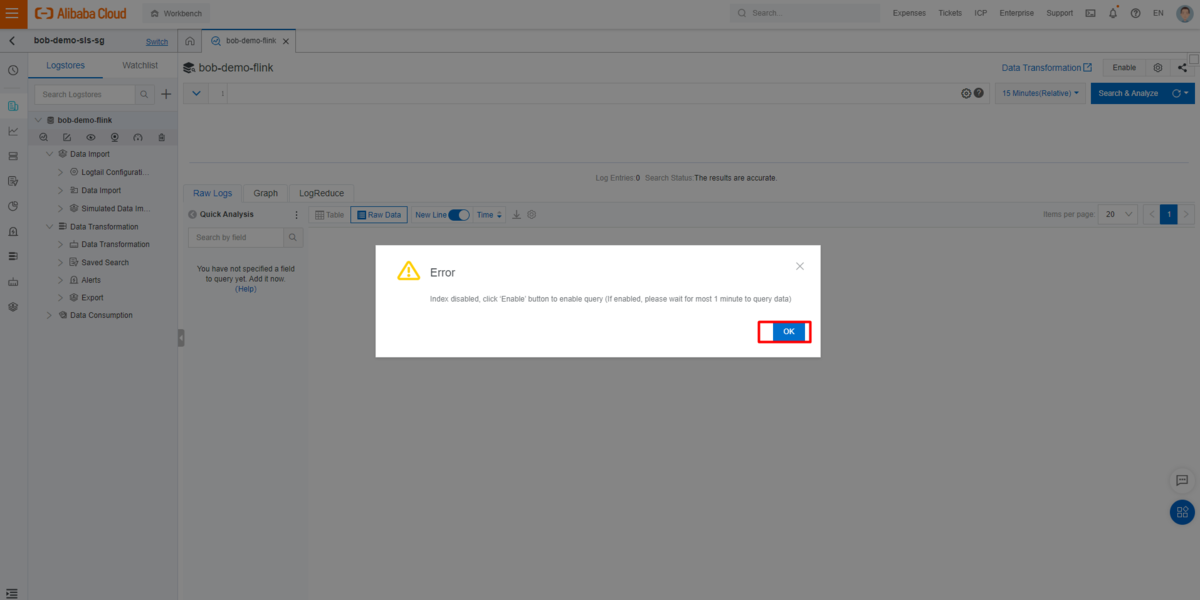 Alibaba Cloud
Workbench
Search...
Expenses
Tickets
ICP
Enterprise
Support
EN
bob-demo-sls-sg
Switch
bob-demo-flink
Logstores
Watchlist
bob-demo-flink
Data Transformation
Enable
Search Logstores
1
15 Minutes(Relative)
Search & Analyze
bob-demo-flink
Data Import
Logtail Configurati...
Data Import
Simulated Data Im...
Data Transformation
Data Transformation
Saved Search
Alerts
Export
Data Consumption
Log Entries:0 Search Status:The results are accurate.
Raw Logs
Graph
LogReduce
Quick Analysis
Table
Raw Data
New Line
Time
Items per page:
20
1
Search by field
You have not specified a field
to query yet. Add it now.
(Help)
Error
Index disabled, click 'Enable' button to enable query (If enabled, please wait for most 1 minute to query data)
OK